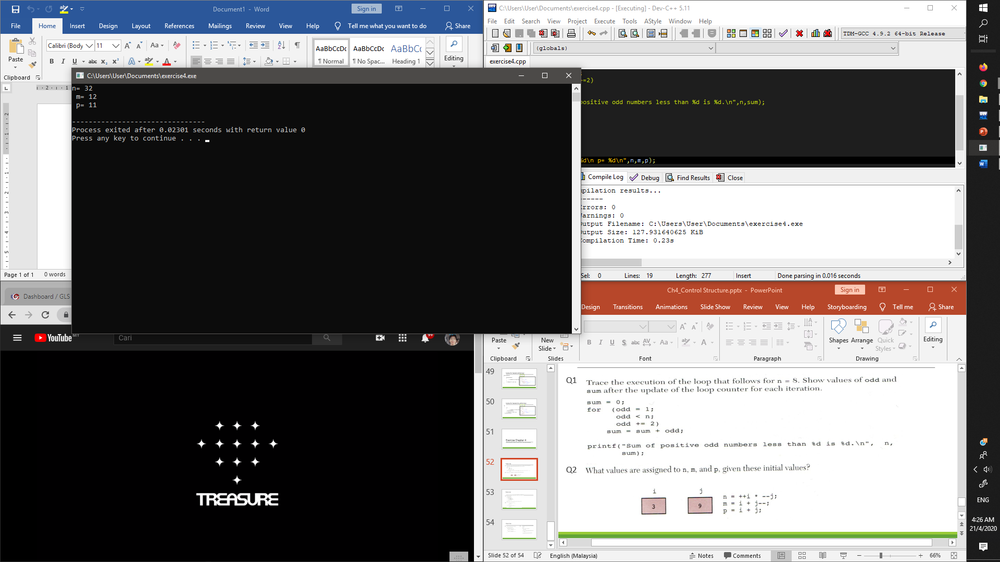 Document1 - Word
Sign in
File Home Insert Design Layout References Mailings Review View Help Tell me what you want to do Share
Calibri (Body 11
Paste
Clipboard
AaBbCcDc AaBbCcDc AaBbCc
¶ Normal ¶ No Spac... Heading 1
Editing
C:\Users\User\Documents\exercise4.exe
n= 32
m= 12
p= 11
--------------------------------
Process exited after 0.02301 seconds with return value 0
Press any key to continue . . .
Page 1 of 1 0 words
C:\Users\User\Documents\exercise4.cpp - [Executing] - Dev-C++ 5.11
File Edit Search View Project Execute Tools AStyle Window Help
TDM-GCC 4.9.2 64-bit Release
(globals)
exercise4.cpp
=2)
ositive odd numbers less than %d is %d.\n",n,sum);
%d\n p= %d\n",n,m,p);
Compile Log Debug Find Results Close
pilation results...
------
Errors: 0
Warnings: 0
Output Filename: C:\Users\User\Documents\exercise4.exe
Output Size: 127.931640625 KiB
Compilation Time: 0.23s
Sel: 0 Lines: 19 Length: 277 Insert Done parsing in 0.016 seconds
Dashboard / GLS
YouTube MY
Cari
9+
TREASURE
Ch4_Control Structure.pptx - PowerPoint
Sign in
Design Transitions Animations Slide Show Review View Help Storyboarding Tell me Share
Paste
New Slide
Shapes Arrange Quick Styles
Editing
Clipboard Slides Font Paragraph Drawing
49
50
51
Exercise Chapter 4
52
53
54
Q1 Trace the execution of the loop that follows for n = 8. Show values of odd and
sum after the update of the loop counter for each iteration.
sum = 0;
for (odd = 1;
odd < n;
odd += 2)
sum = sum + odd;
printf("Sum of positive odd numbers less than %d is %d.\n", n,
sum);
Q2 What values are assigned to n, m, and p, given these initial values?
i j
3 9
n = ++i * --j;
m = i + j--;
p = i + j;
Slide 52 of 54 English (Malaysia) Notes Comments 66%
ENG
4:26 AM
21/4/2020